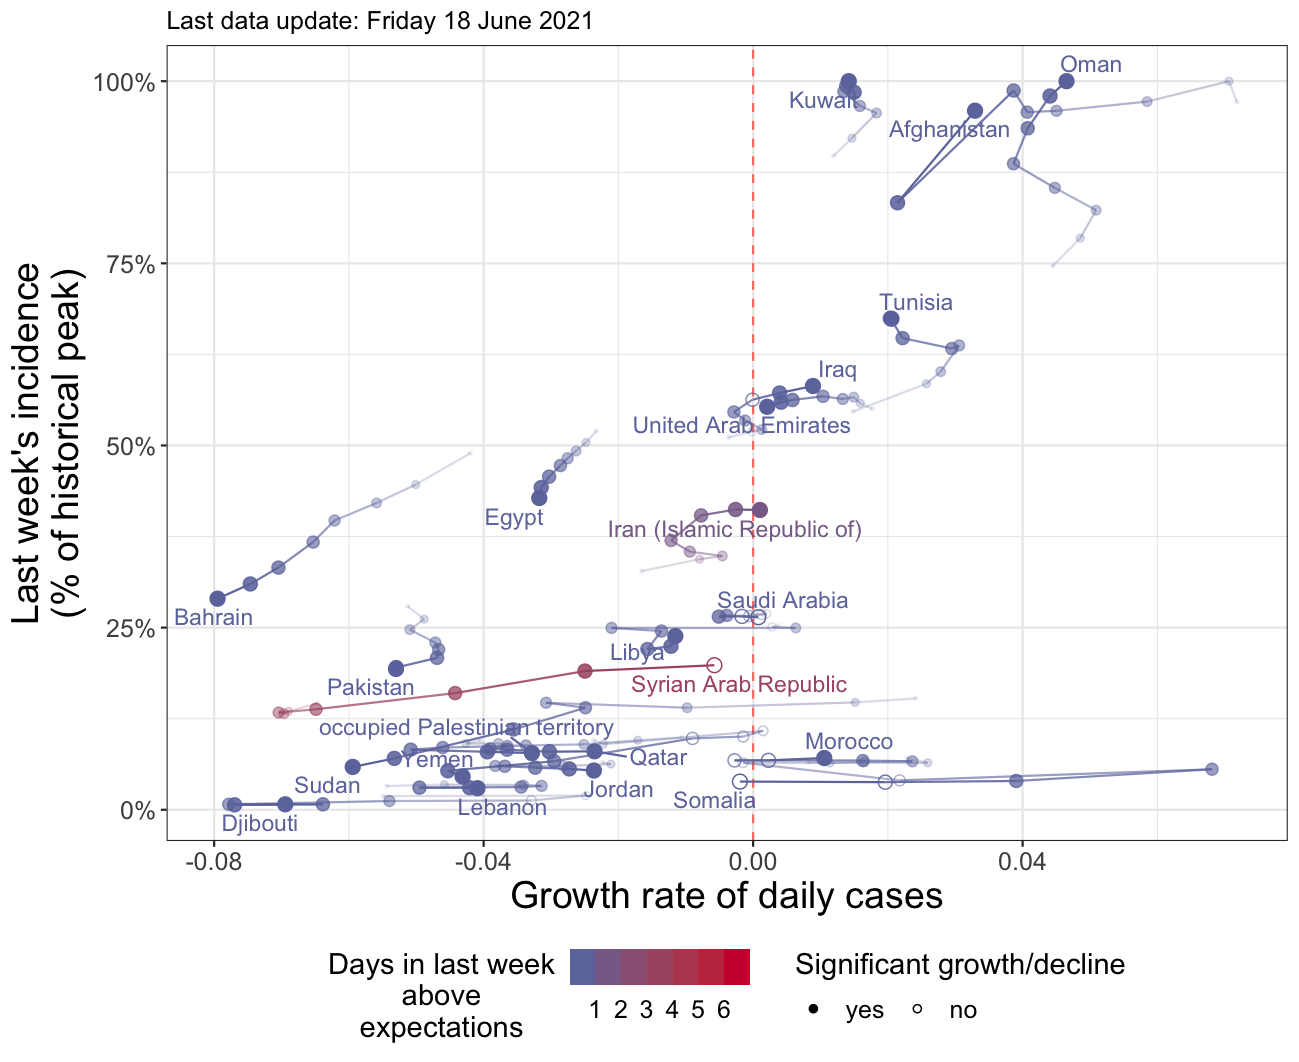 Last data update: Friday 18 June 2021
Last week's incidence
(% of historical peak)
100%
75%
50%
25%
0%
Oman
Kuwait
Afghanistan
Tunisia
Iraq
United Arab Emirates
Egypt
Iran (Islamic Republic of)
Bahrain
Saudi Arabia
Libya
Pakistan
Syrian Arab Republic
occupied Palestinian territory
Morocco
Yemen
Qatar
Sudan
Jordan
Somalia
Lebanon
Djibouti
-0.08
-0.04
0.00
0.04
Growth rate of daily cases
Days in last week
above
expectations
1 2 3 4 5 6
Significant growth/decline
yes
no